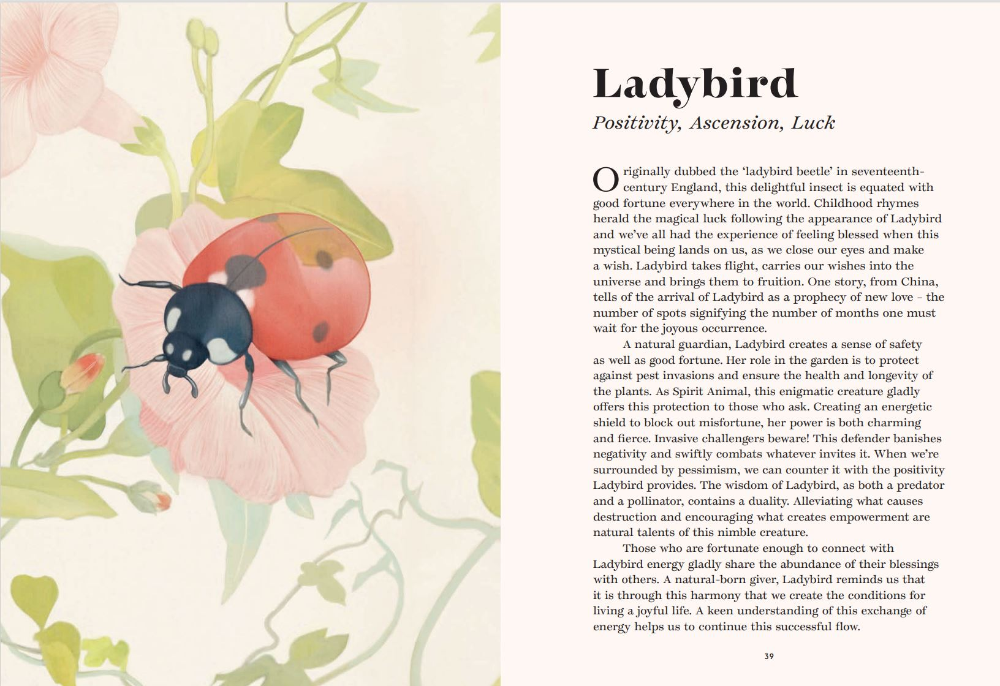 Ladybird
Positivity, Ascension, Luck
Originally dubbed the ‘ladybird beetle’ in seventeenth-
century England, this delightful insect is equated with
good fortune everywhere in the world. Childhood rhymes
herald the magical luck following the appearance of Ladybird
and we’ve all had the experience of feeling blessed when this
mystical being lands on us, as we close our eyes and make
a wish. Ladybird takes flight, carries our wishes into the
universe and brings them to fruition. One story, from China,
tells of the arrival of Ladybird as a prophecy of new love – the
number of spots signifying the number of months one must
wait for the joyous occurrence.
A natural guardian, Ladybird creates a sense of safety
as well as good fortune. Her role in the garden is to protect
against pest invasions and ensure the health and longevity of
the plants. As Spirit Animal, this enigmatic creature gladly
offers this protection to those who ask. Creating an energetic
shield to block out misfortune, her power is both charming
and fierce. Invasive challengers beware! This defender banishes
negativity and swiftly combats whatever invites it. When we’re
surrounded by pessimism, we can counter it with the positivity
Ladybird provides. The wisdom of Ladybird, as both a predator
and a pollinator, contains a duality. Alleviating what causes
destruction and encouraging what creates empowerment are
natural talents of this nimble creature.
Those who are fortunate enough to connect with
Ladybird energy gladly share the abundance of their blessings
with others. A natural-born giver, Ladybird reminds us that
it is through this harmony that we create the conditions for
living a joyful life. A keen understanding of this exchange of
energy helps us to continue this successful flow.
39